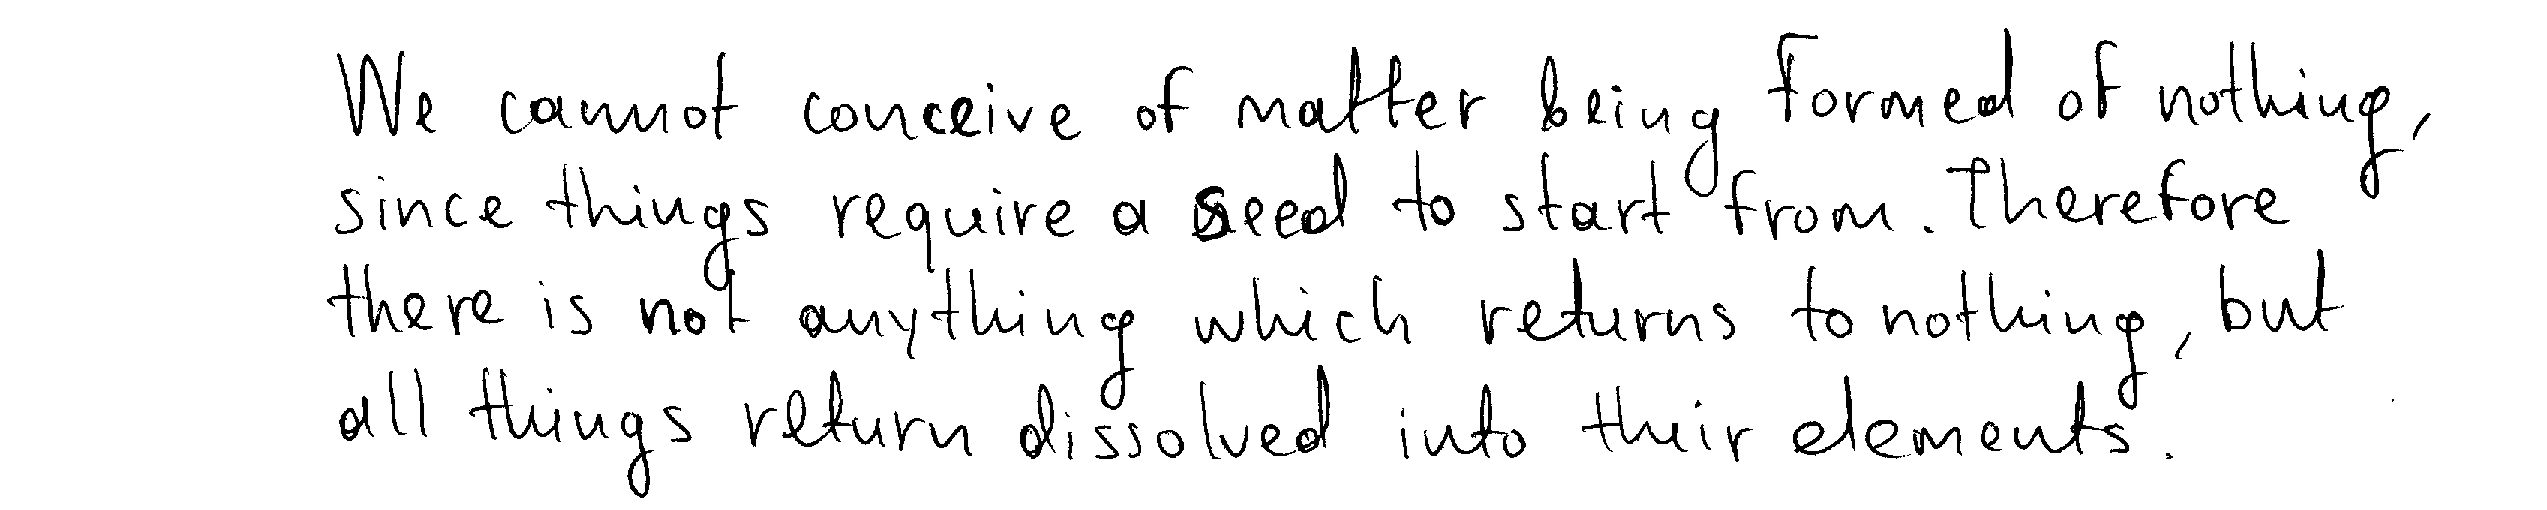 We cannot conceive of matter being formed of nothing,
since things require a seed to start from. Therefore
there is not anything which returns to nothing, but
all things return dissolved into their elements.